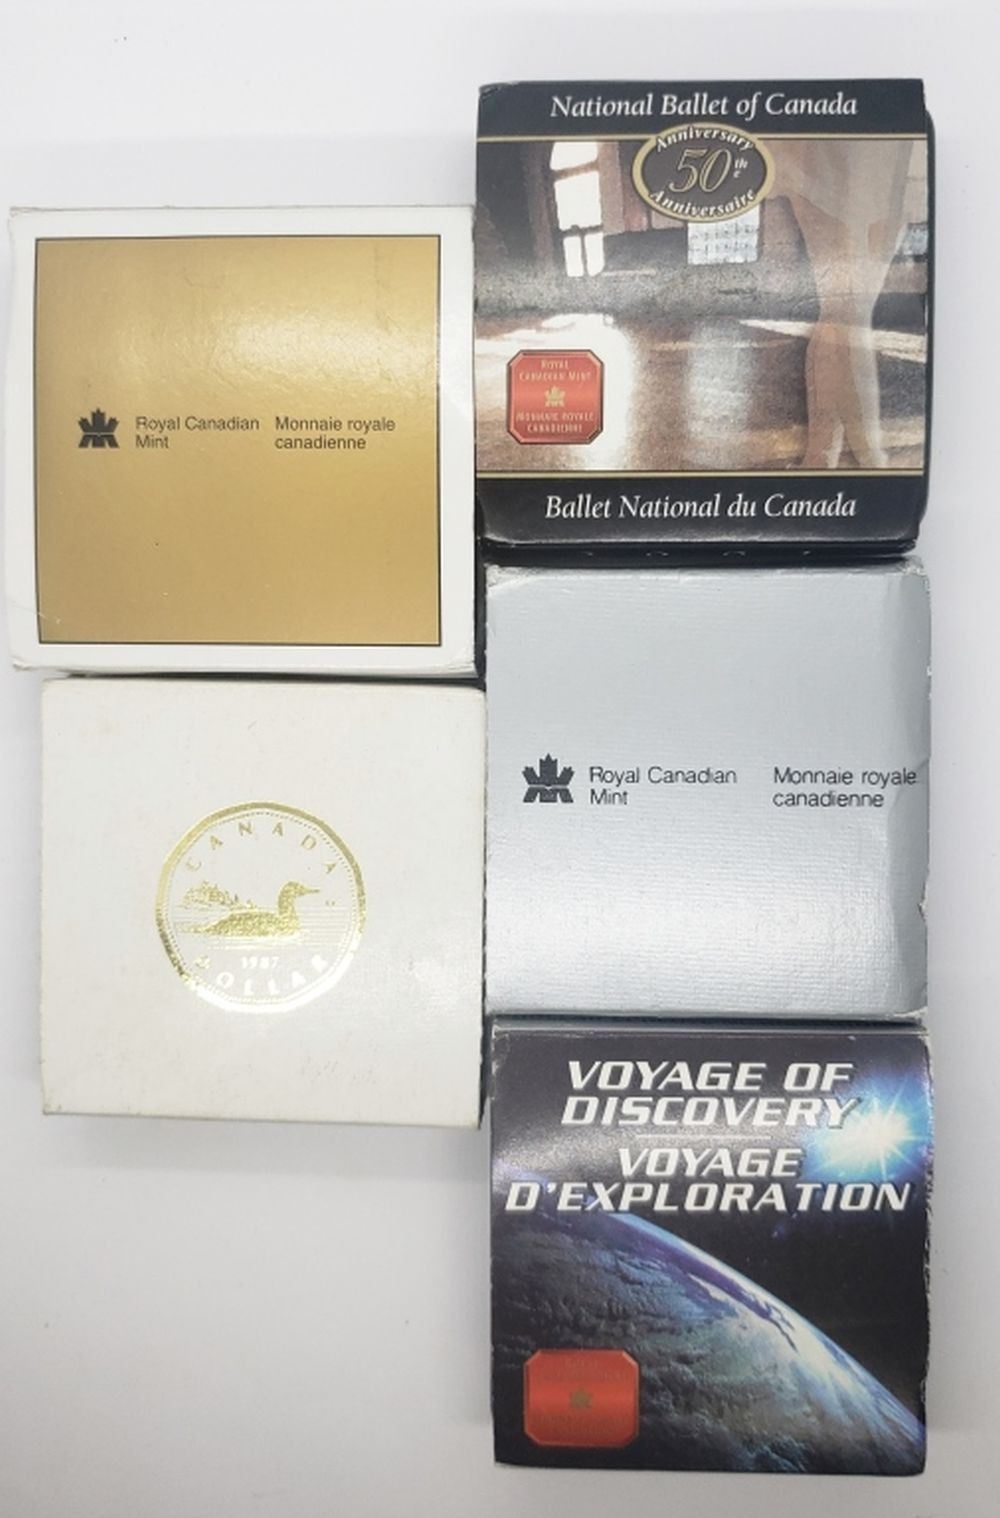 National Ballet of Canada
Anniversary
50th
e
Anniversaire
ROYAL
CANADIAN MINT
MONNAIE ROYALE
CANADIENNE
Ballet National du Canada
Royal Canadian
Mint
Monnaie royale
canadienne
Royal Canadian
Mint
Monnaie royale
canadienne
CANADA
1987
DOLLAR
VOYAGE OF
DISCOVERY
VOYAGE
D'EXPLORATION